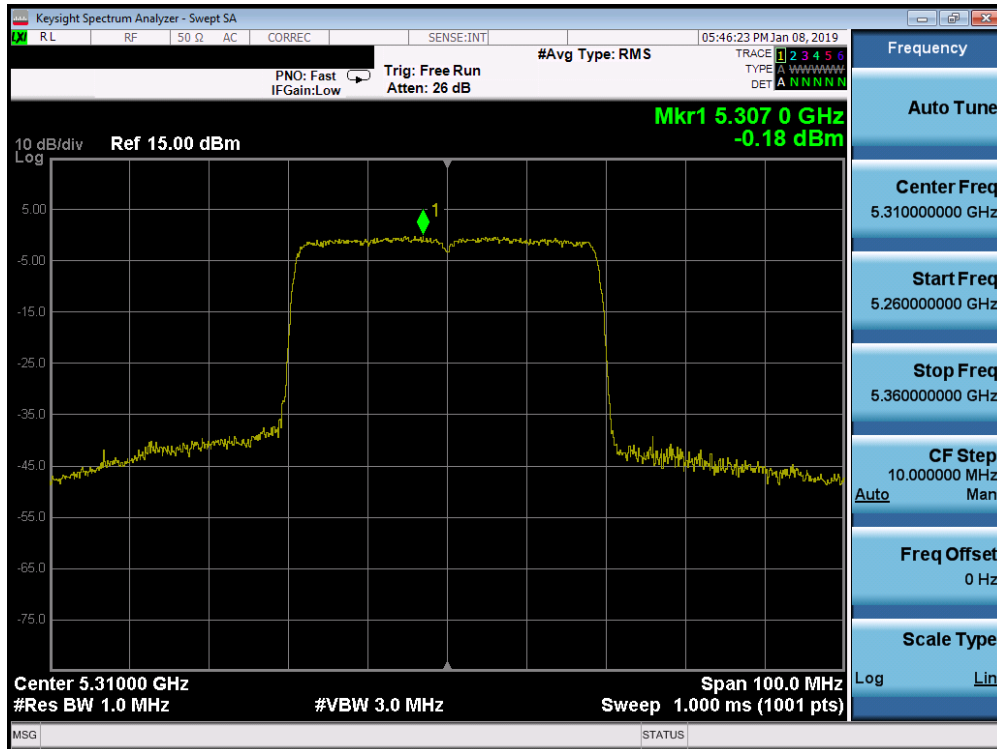 Keysight Spectrum Analyzer - Swept SA
LXI RL RF 50 Ω AC CORREC SENSE:INT 05:46:23 PM Jan 08, 2019
#Avg Type: RMS TRACE 1 2 3 4 5 6
PNO: Fast Trig: Free Run TYPE A WWWWW
IFGain:Low Atten: 26 dB DET A N N N N N
Mkr1 5.307 0 GHz
-0.18 dBm
10 dB/div Ref 15.00 dBm
Log
1
5.00
-5.00
-15.0
-25.0
-35.0
-45.0
-55.0
-65.0
-75.0
Center 5.31000 GHz Span 100.0 MHz
#Res BW 1.0 MHz #VBW 3.0 MHz Sweep 1.000 ms (1001 pts)
MSG STATUS
Frequency
Auto Tune
Center Freq
5.310000000 GHz
Start Freq
5.260000000 GHz
Stop Freq
5.360000000 GHz
CF Step
10.000000 MHz
Auto Man
Freq Offset
0 Hz
Scale Type
Log Lin